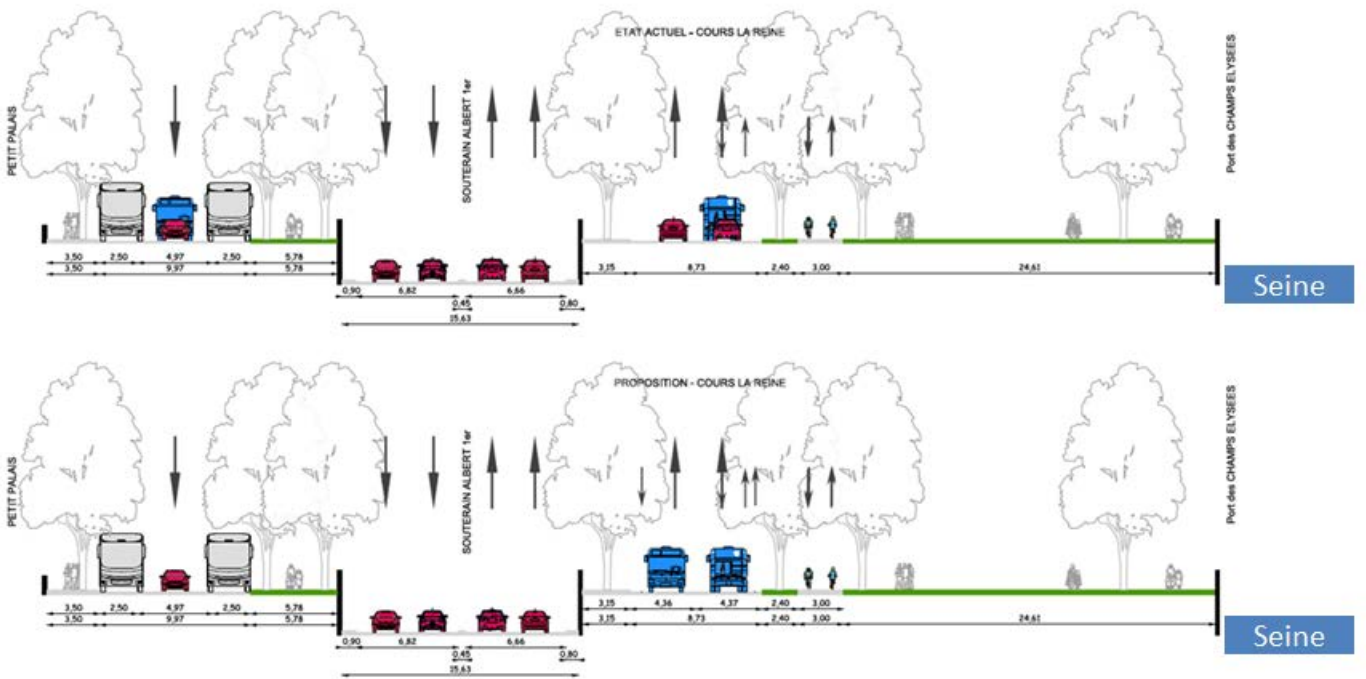 ETAT ACTUEL - COURS LA REINE
PETIT PALAIS
SOUTERAIN ALBERT 1er
Port des CHAMPS ELYSEES
3,50 2,50 4,97 2,50 5,78
3,50 9,97 5,78
0,90 6,82 6,66
0,45 0,80
15,63
3,15 8,73 2,40 3,00 24,61
Seine
PROPOSITION - COURS LA REINE
PETIT PALAIS
SOUTERAIN ALBERT 1er
Port des CHAMPS ELYSEES
3,50 2,50 4,97 2,50 5,78
3,50 9,97 5,78
0,90 6,82 6,66
0,45 0,80
15,63
3,15 4,36 4,37 2,40 3,00
3,15 8,73 2,40 3,00 24,61
Seine